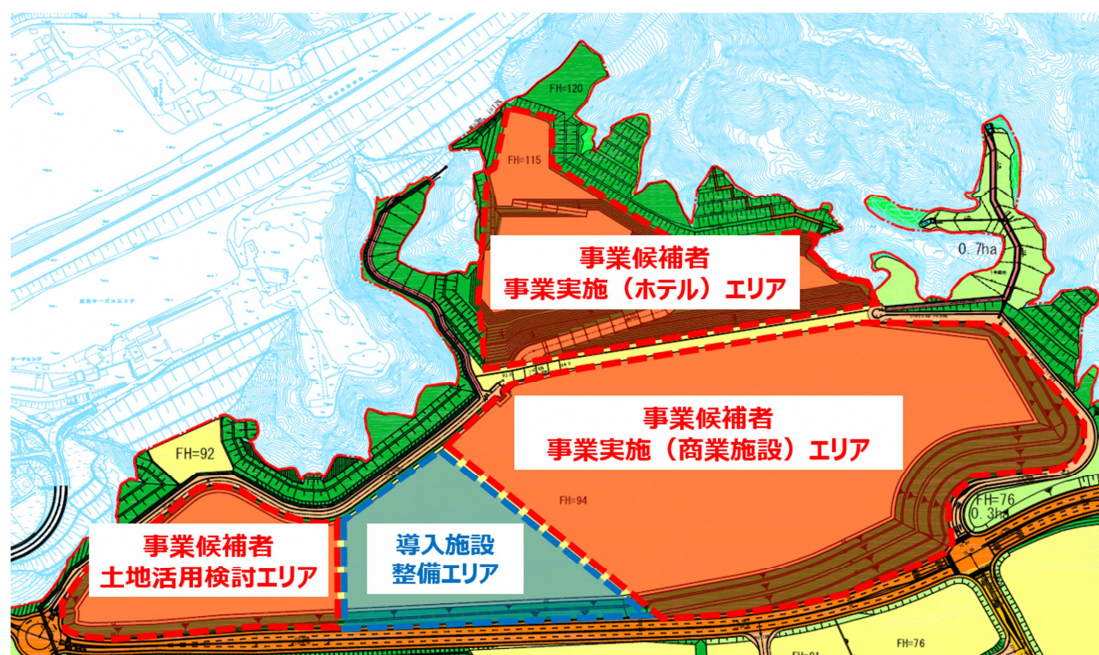 FH=120
FH=115
事業候補者
事業実施（ホテル）エリア
0.7ha
事業候補者
事業実施（商業施設）エリア
FH=92
FH=94
FH=76
0.3ha
事業候補者
土地活用検討エリア
導入施設
整備エリア
FH=76